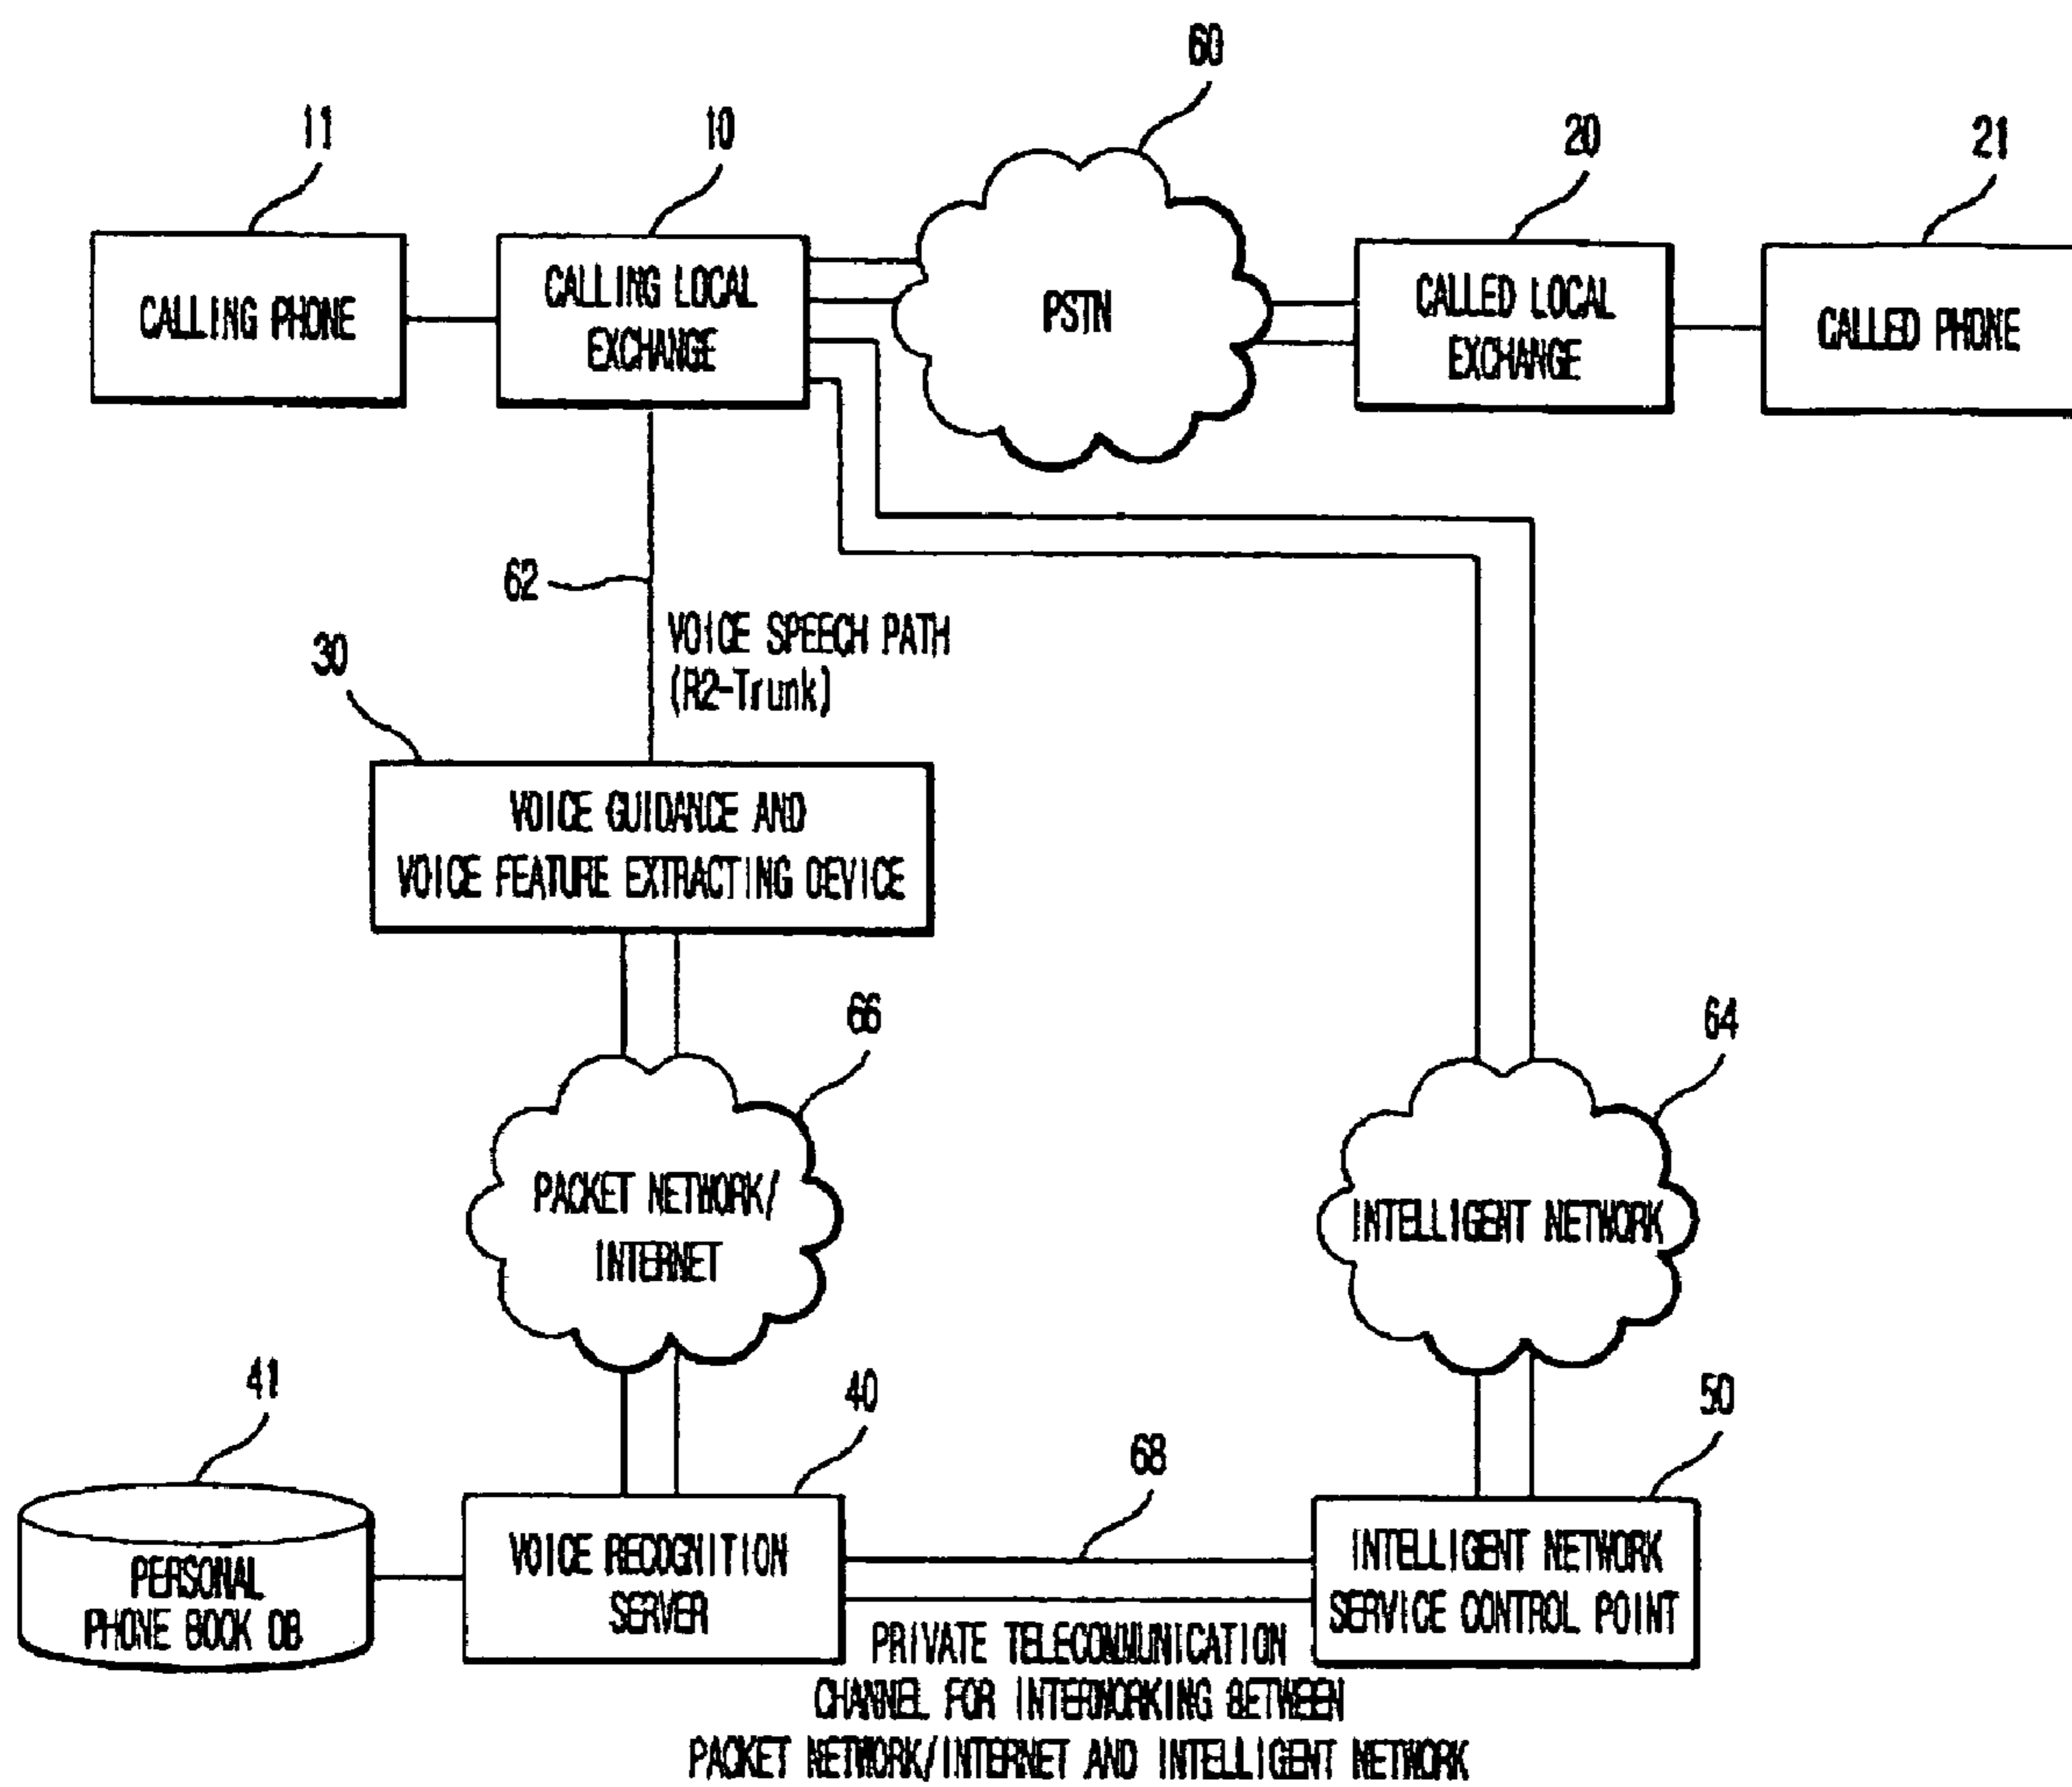 60
11
10
20
21
CALLING PHONE
CALLING LOCAL
EXCHANGE
PSTN
CALLED LOCAL
EXCHANGE
CALLED PHONE
62
VOICE SPEECH PATH
(R2-Trunk)
30
VOICE GUIDANCE AND
VOICE FEATURE EXTRACTING DEVICE
66
64
PACKET NETWORK/
INTERNET
INTELLIGENT NETWORK
41
40
68
50
PERSONAL
PHONE BOOK DB
VOICE RECOGNITION
SERVER
INTELLIGENT NETWORK
SERVICE CONTROL POINT
PRIVATE TELECOMMUNICATION
CHANNEL FOR INTERWORKING BETWEEN
PACKET NETWORK/INTERNET AND INTELLIGENT NETWORK